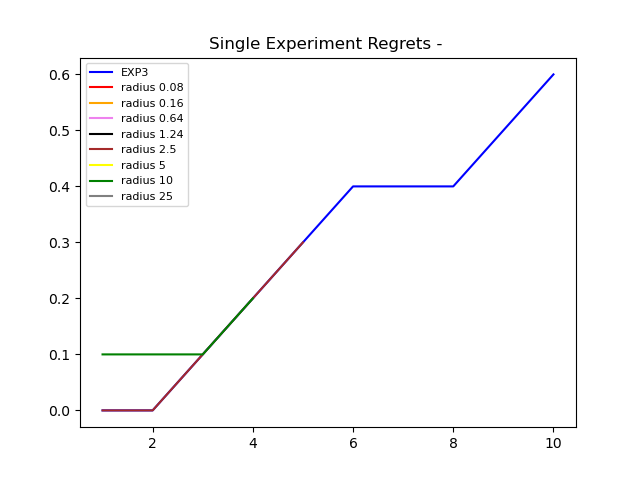 Single Experiment Regrets -
EXP3
radius 0.08
radius 0.16
radius 0.64
radius 1.24
radius 2.5
radius 5
radius 10
radius 25
0.6
0.5
0.4
0.3
0.2
0.1
0.0
2 4 6 8 10